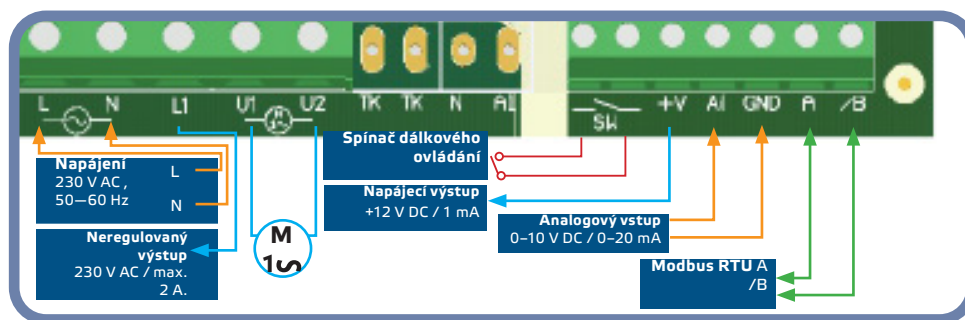 L N L1 U1 U2 TK TK N AL SW +V AI GND A /B
Napájení
230 V AC ,
50—60 Hz
L
N
Neregulovaný
výstup
230 V AC / max.
2 A.
M
1
Spínač dálkového
ovládání
Napájecí výstup
+12 V DC / 1 mA
Analogový vstup
0–10 V DC / 0–20 mA
Modbus RTU A
/B